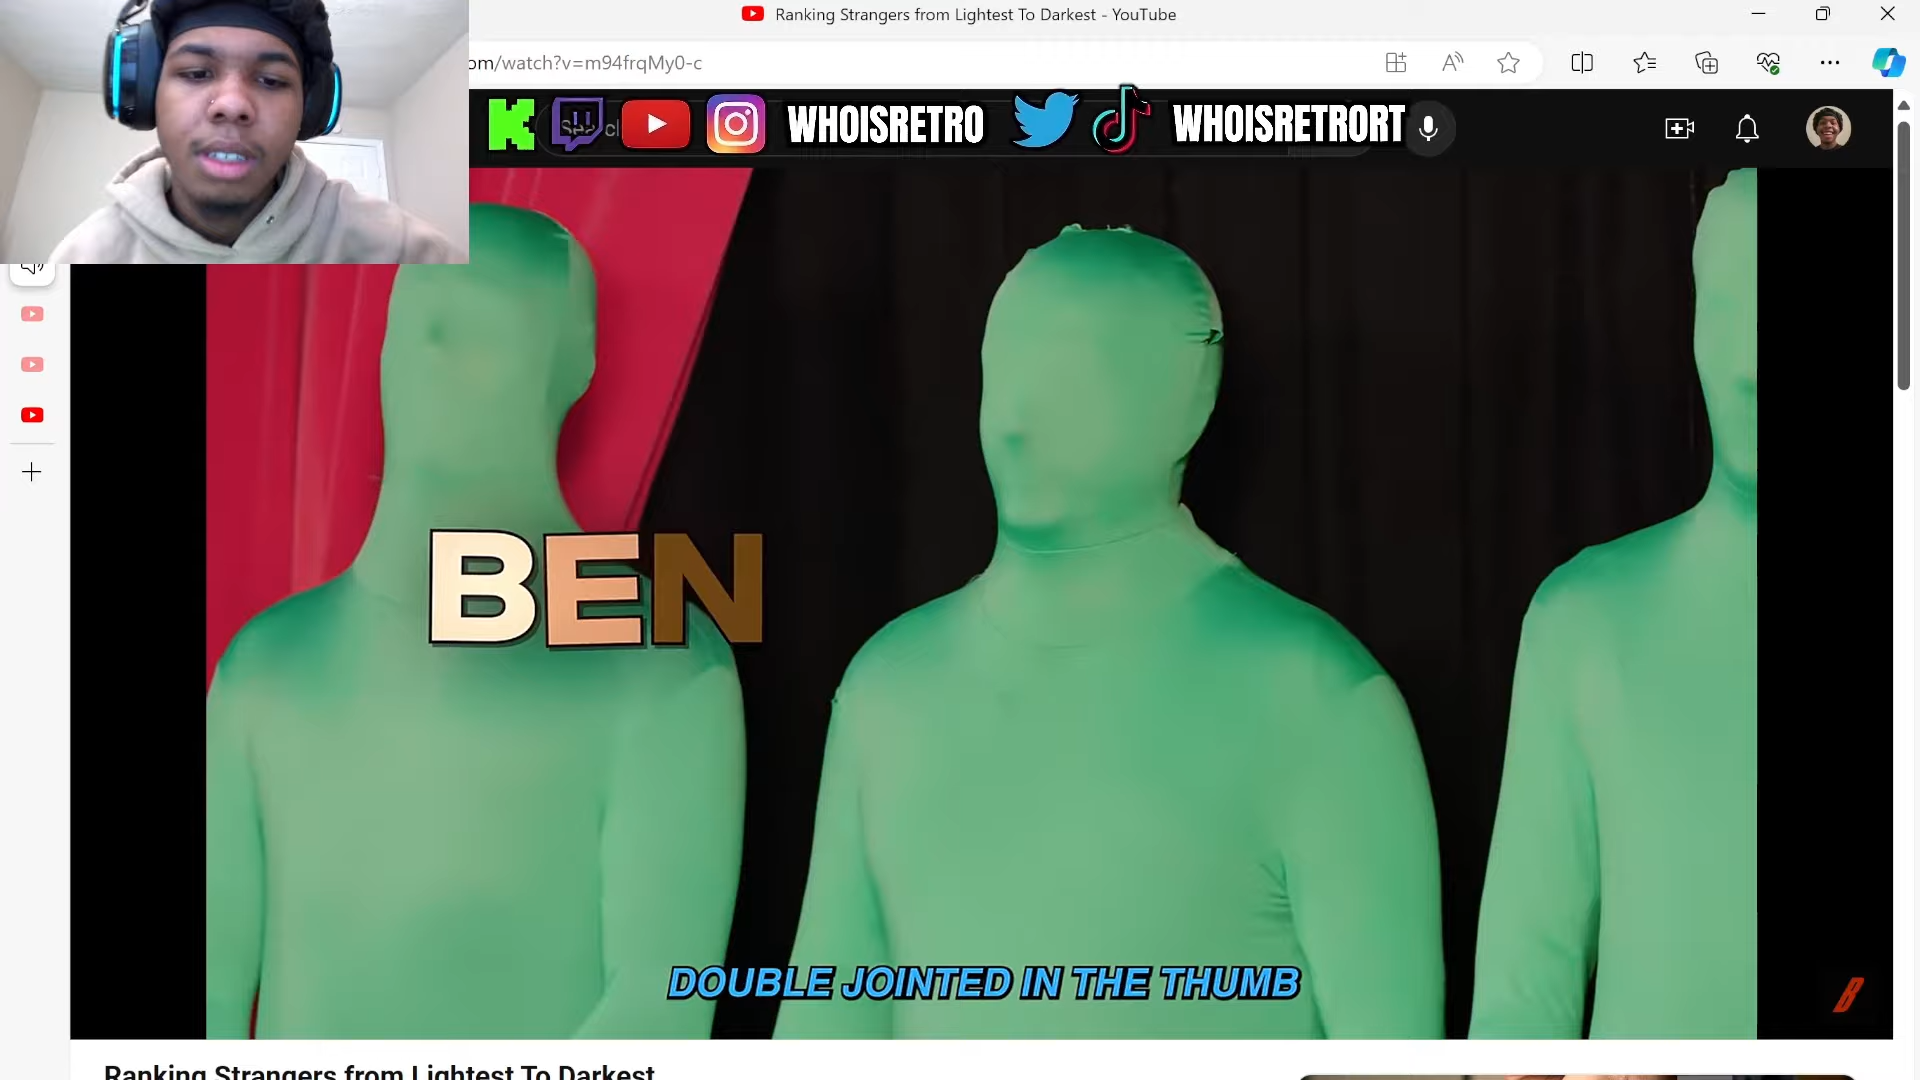 Ranking Strangers from Lightest To Darkest - YouTube
om/watch?v=m94frqMy0-c
WHOISRETRO
WHOISRETRORT
BEN
DOUBLE JOINTED IN THE THUMB
B
Ranking Strangers from Lightest To Darkest